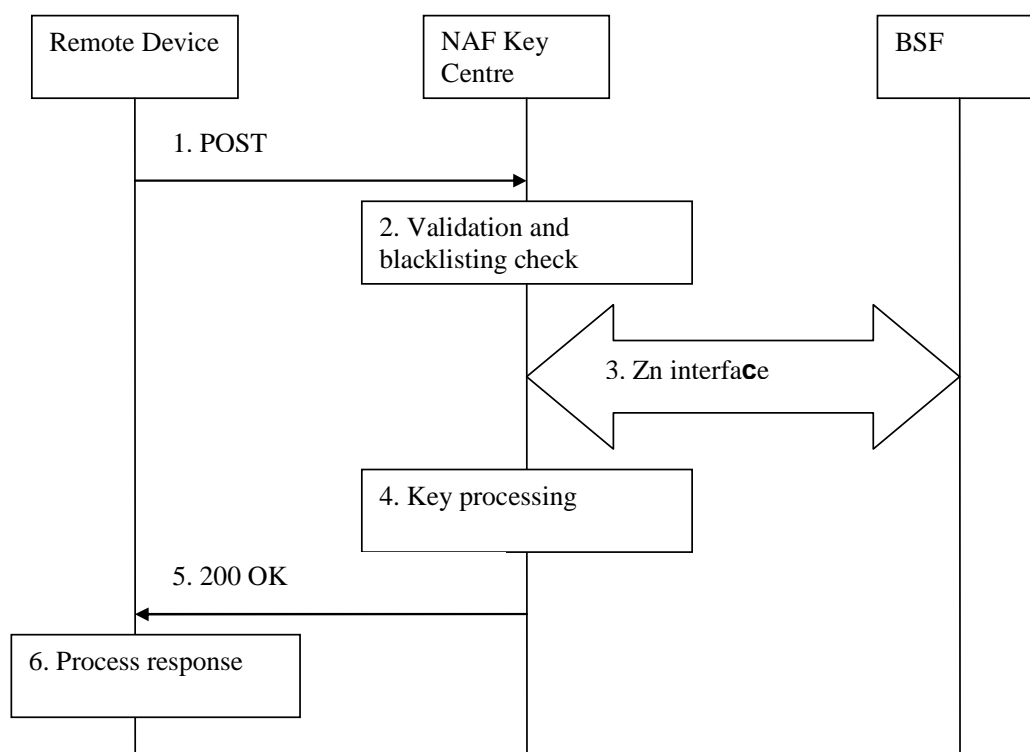 Remote Device
NAF Key
Centre
BSF
1. POST
2. Validation and
blacklisting check
3. Zn interface
4. Key processing
5. 200 OK
6. Process response